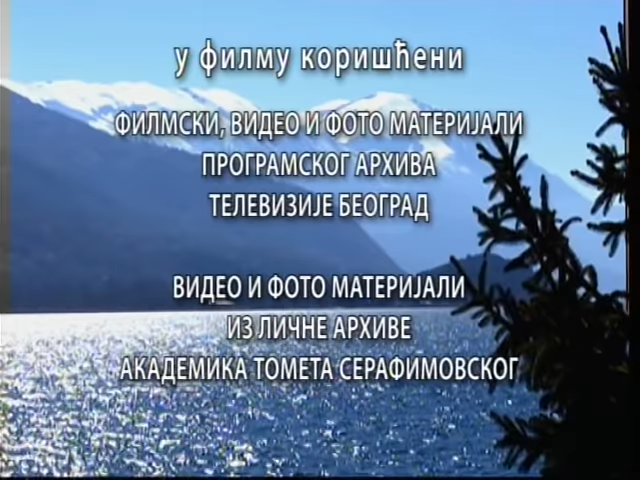 у филму коришћени
ФИЛМСКИ, ВИДЕО И ФОТО МАТЕРИЈАЛИ
ПРОГРАМСКОГ АРХИВА
ТЕЛЕВИЗИЈЕ БЕОГРАД
ВИДЕО И ФОТО МАТЕРИЈАЛИ
ИЗ ЛИЧНЕ АРХИВЕ
АКАДЕМИКА ТОМЕТА СЕРАФИМОВСКОГ